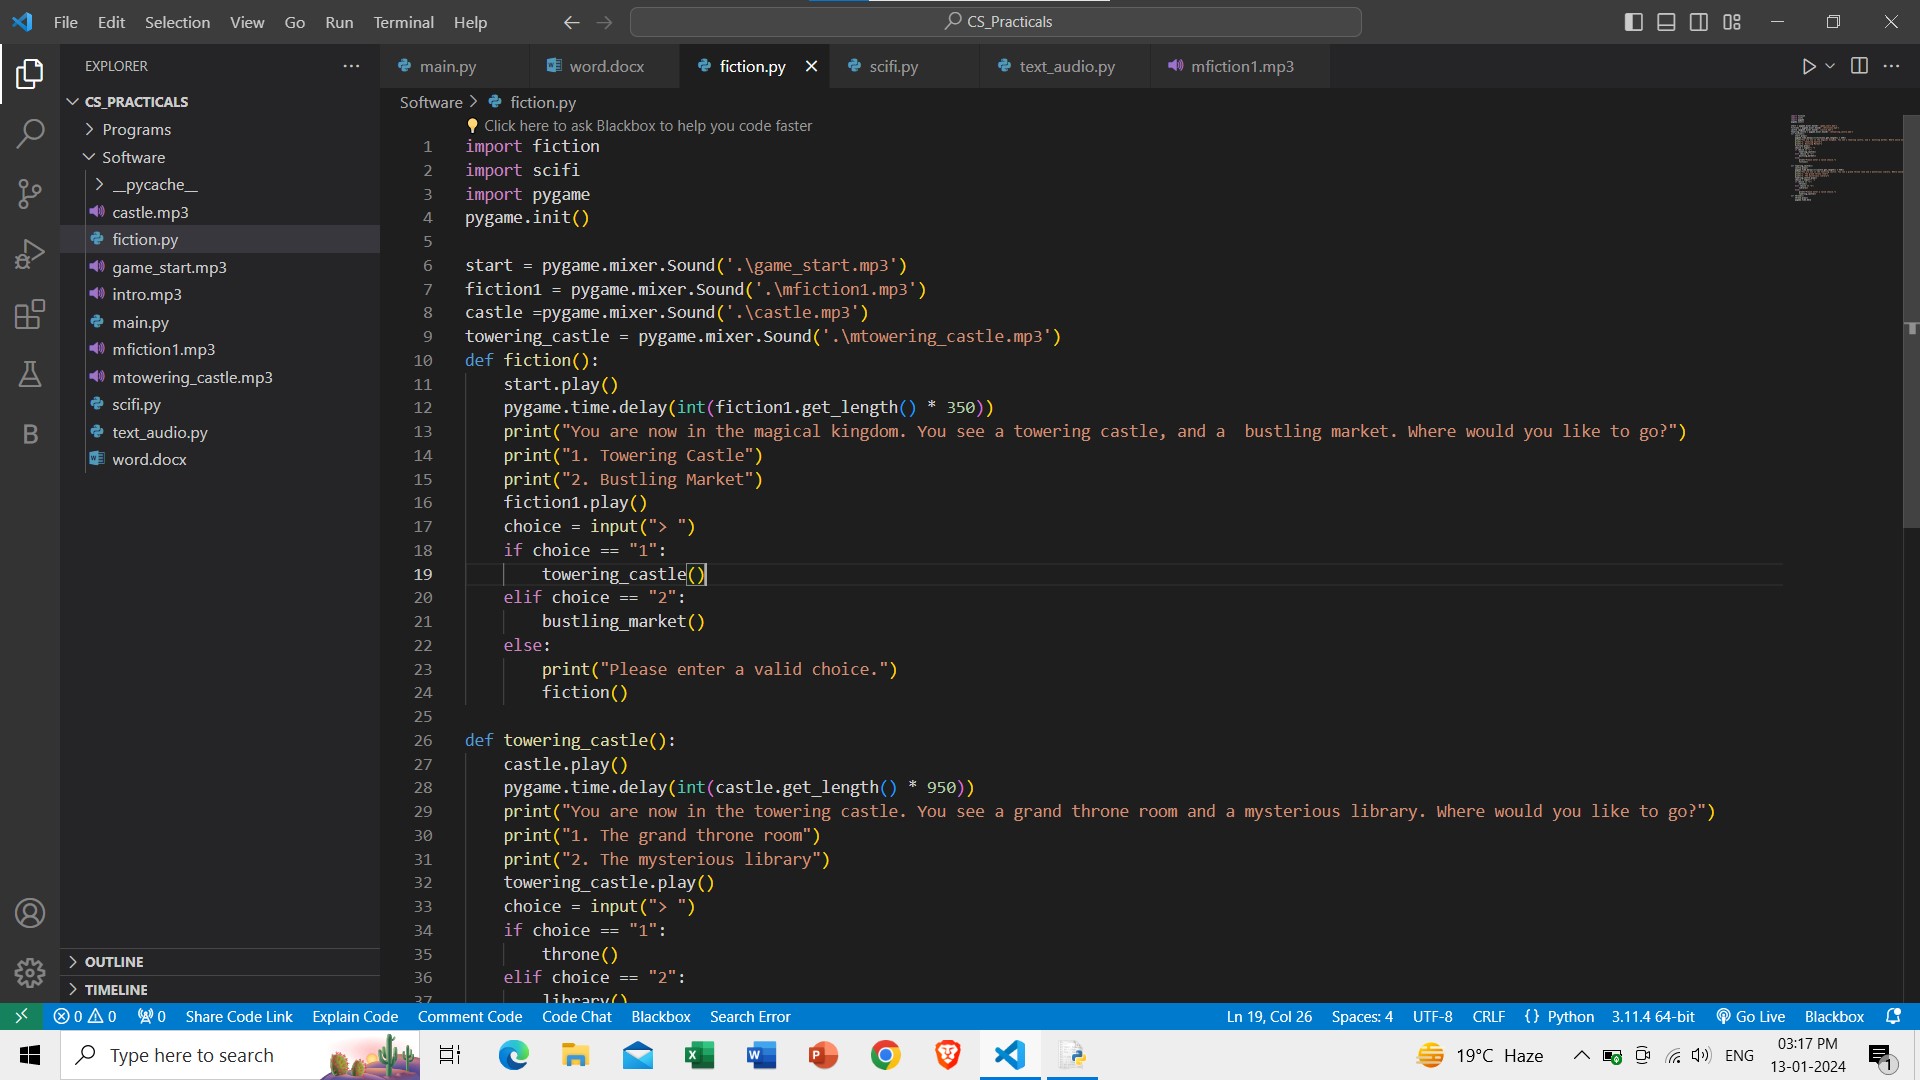 File Edit Selection View Go Run Terminal Help
CS_Practicals
EXPLORER
main.py word.docx fiction.py scifi.py text_audio.py mfiction1.mp3
CS_PRACTICALS
Programs
Software
__pycache__
castle.mp3
fiction.py
game_start.mp3
intro.mp3
main.py
mfiction1.mp3
mtowering_castle.mp3
scifi.py
text_audio.py
word.docx
OUTLINE
TIMELINE
Software > fiction.py
Click here to ask Blackbox to help you code faster
1 import fiction
2 import scifi
3 import pygame
4 pygame.init()
5
6 start = pygame.mixer.Sound('.\game_start.mp3')
7 fiction1 = pygame.mixer.Sound('.\mfiction1.mp3')
8 castle =pygame.mixer.Sound('.\castle.mp3')
9 towering_castle = pygame.mixer.Sound('.\mtowering_castle.mp3')
10 def fiction():
11 start.play()
12 pygame.time.delay(int(fiction1.get_length() * 350))
13 print("You are now in the magical kingdom. You see a towering castle, and a  bustling market. Where would you like to go?")
14 print("1. Towering Castle")
15 print("2. Bustling Market")
16 fiction1.play()
17 choice = input("> ")
18 if choice == "1":
19 towering_castle()
20 elif choice == "2":
21 bustling_market()
22 else:
23 print("Please enter a valid choice.")
24 fiction()
25
26 def towering_castle():
27 castle.play()
28 pygame.time.delay(int(castle.get_length() * 950))
29 print("You are now in the towering castle. You see a grand throne room and a mysterious library. Where would you like to go?")
30 print("1. The grand throne room")
31 print("2. The mysterious library")
32 towering_castle.play()
33 choice = input("> ")
34 if choice == "1":
35 throne()
36 elif choice == "2":
37 library()
0 0 0 Share Code Link Explain Code Comment Code Code Chat Blackbox Search Error Ln 19, Col 26 Spaces: 4 UTF-8 CRLF {} Python 3.11.4 64-bit Go Live Blackbox
Type here to search 19°C Haze ENG 03:17 PM
13-01-2024 1